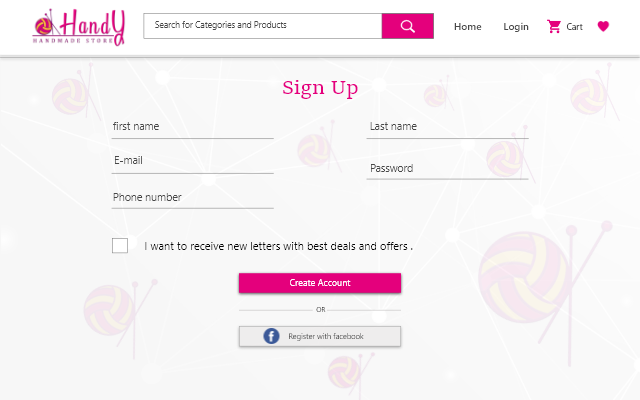 Handy
HANDMADE STORE
Search for Categories and Products
Home
Login
Cart
Sign Up
first name
Last name
E-mail
Password
Phone number
I want to receive new letters with best deals and offers .
Create Account
OR
f
Register with facebook